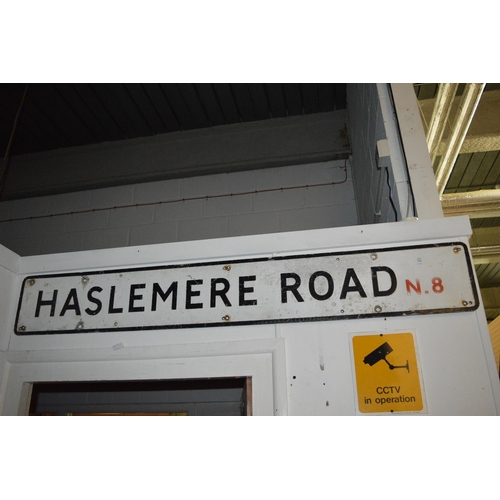 HASLEMERE ROAD N.8
CCTV
in operation